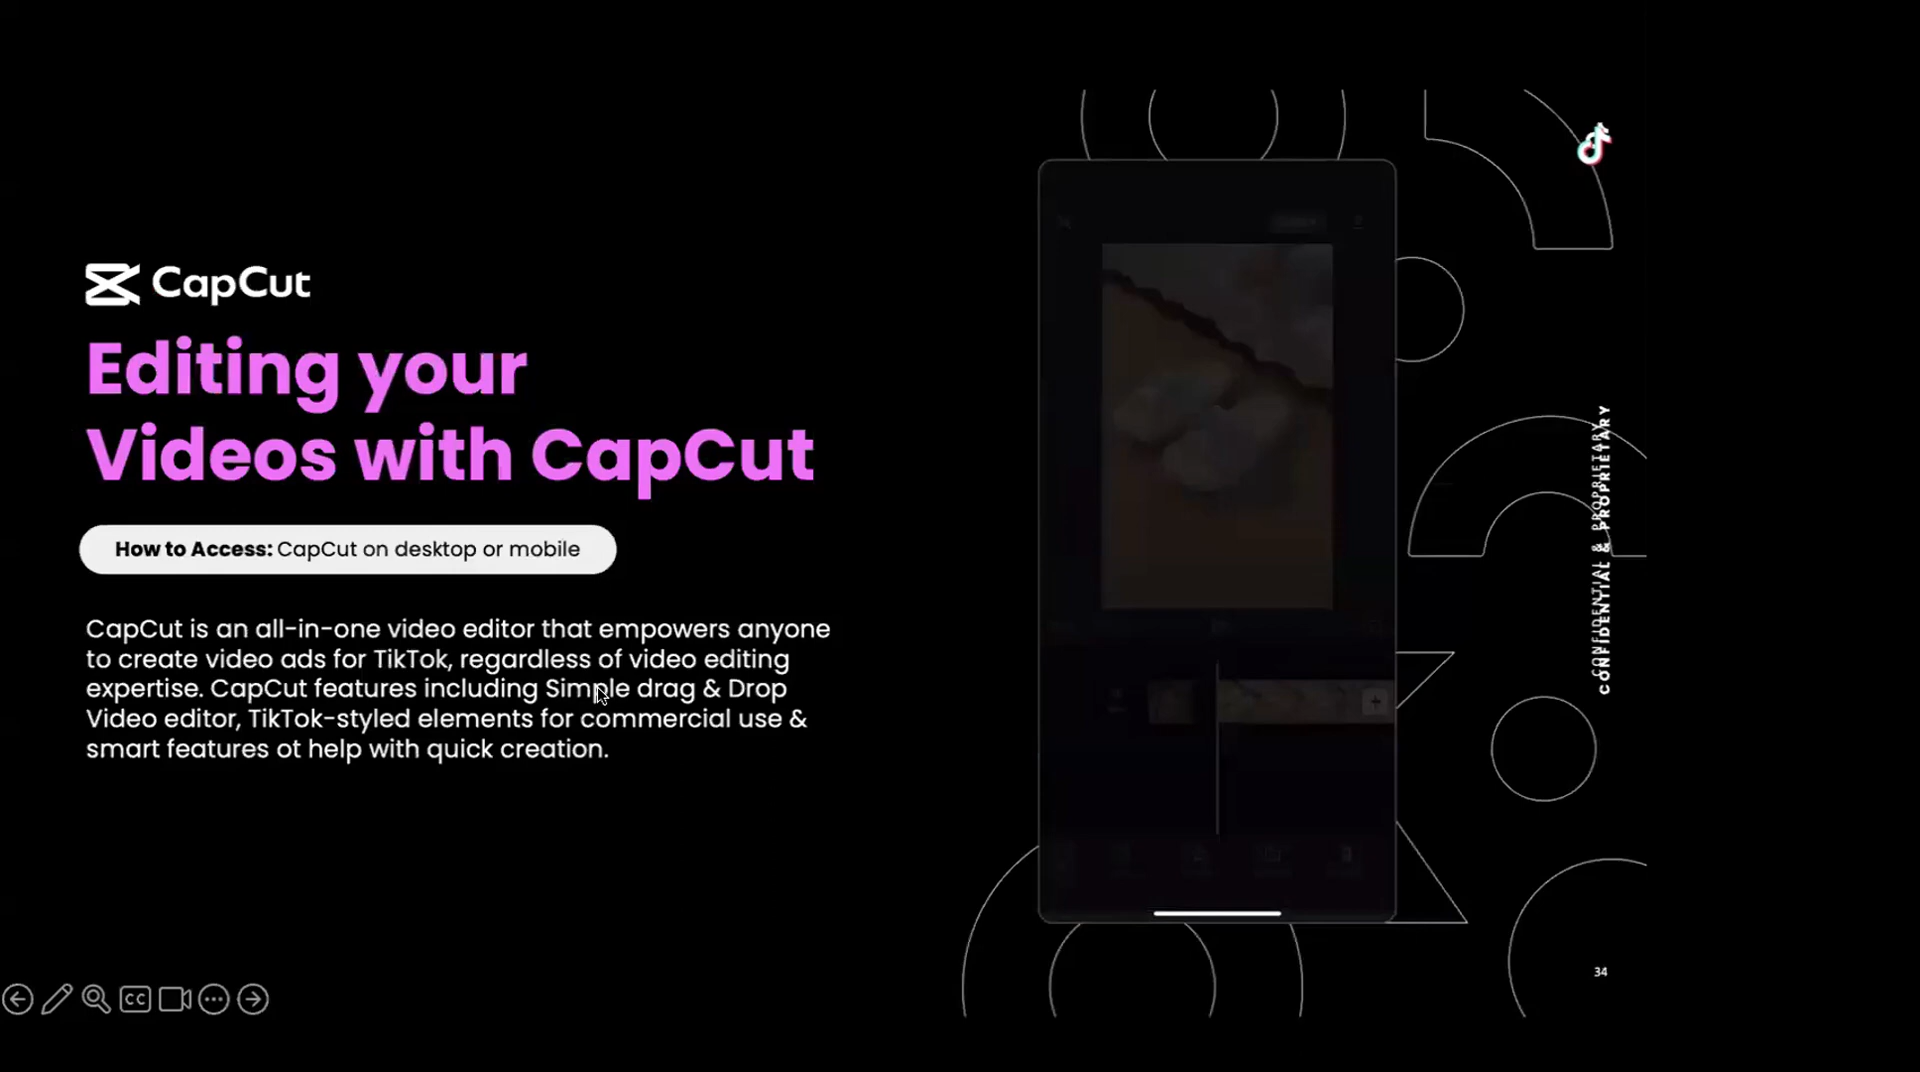 CapCut
Editing your
Videos with CapCut
How to Access: CapCut on desktop or mobile
CapCut is an all-in-one video editor that empowers anyone
to create video ads for TikTok, regardless of video editing
expertise. CapCut features including Simple drag & Drop
Video editor, TikTok-styled elements for commercial use &
smart features ot help with quick creation.
CONFIDENTIAL & PROPRIETARY
CONFIDENTIAL & PROPRIETARY
34
CC